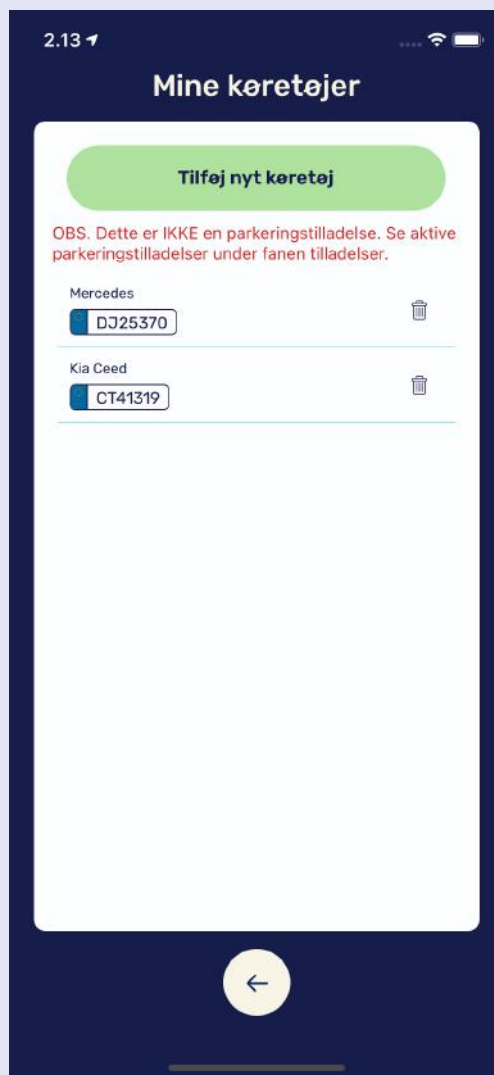 2.13
Mine køretøjer
Tilføj nyt køretøj
OBS. Dette er IKKE en parkeringstilladelse. Se aktive
parkeringstilladelser under fanen tilladelser.
Mercedes
DJ25370
Kia Ceed
CT41319